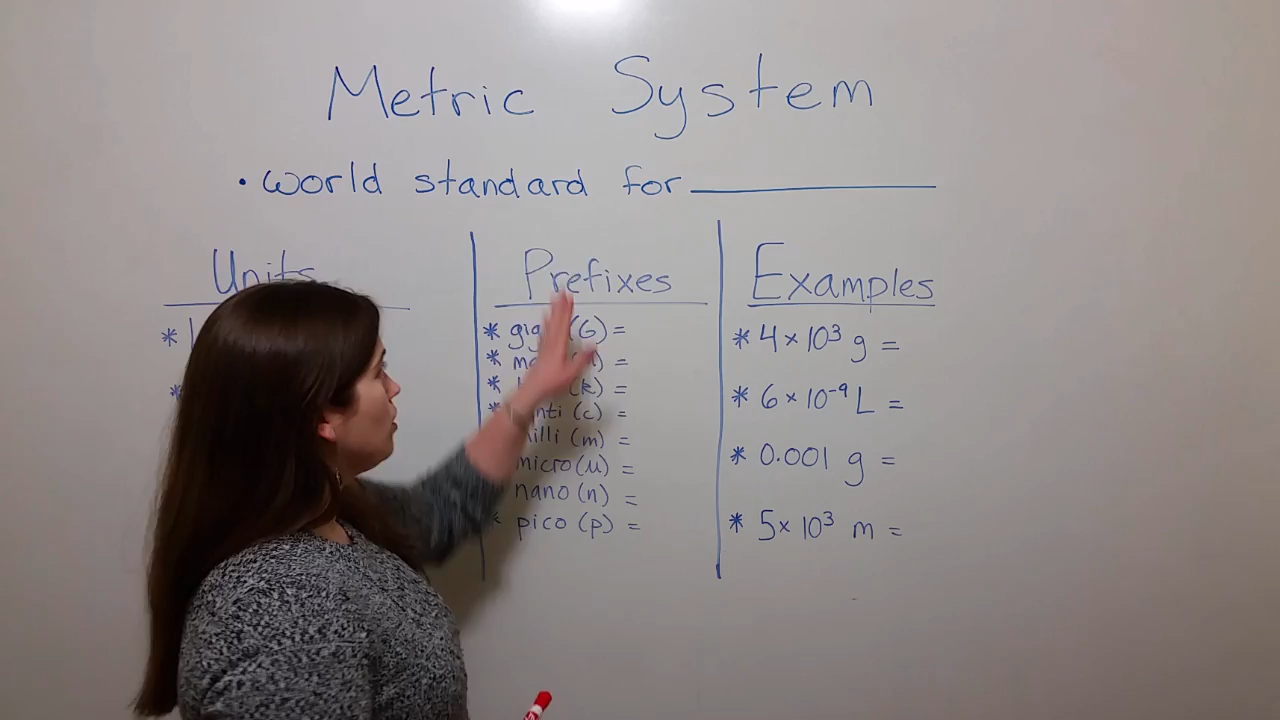 Metric System
• world standard for
Units
*
*
Prefixes
* (G) =
* =
* (k) =
* (c) =
(m) =
micro (μ) =
nano (n) =
* pico (p) =
Examples
* 4 × 10³ g =
* 6 × 10⁻⁹ L =
* 0.001 g =
* 5 × 10³ m =